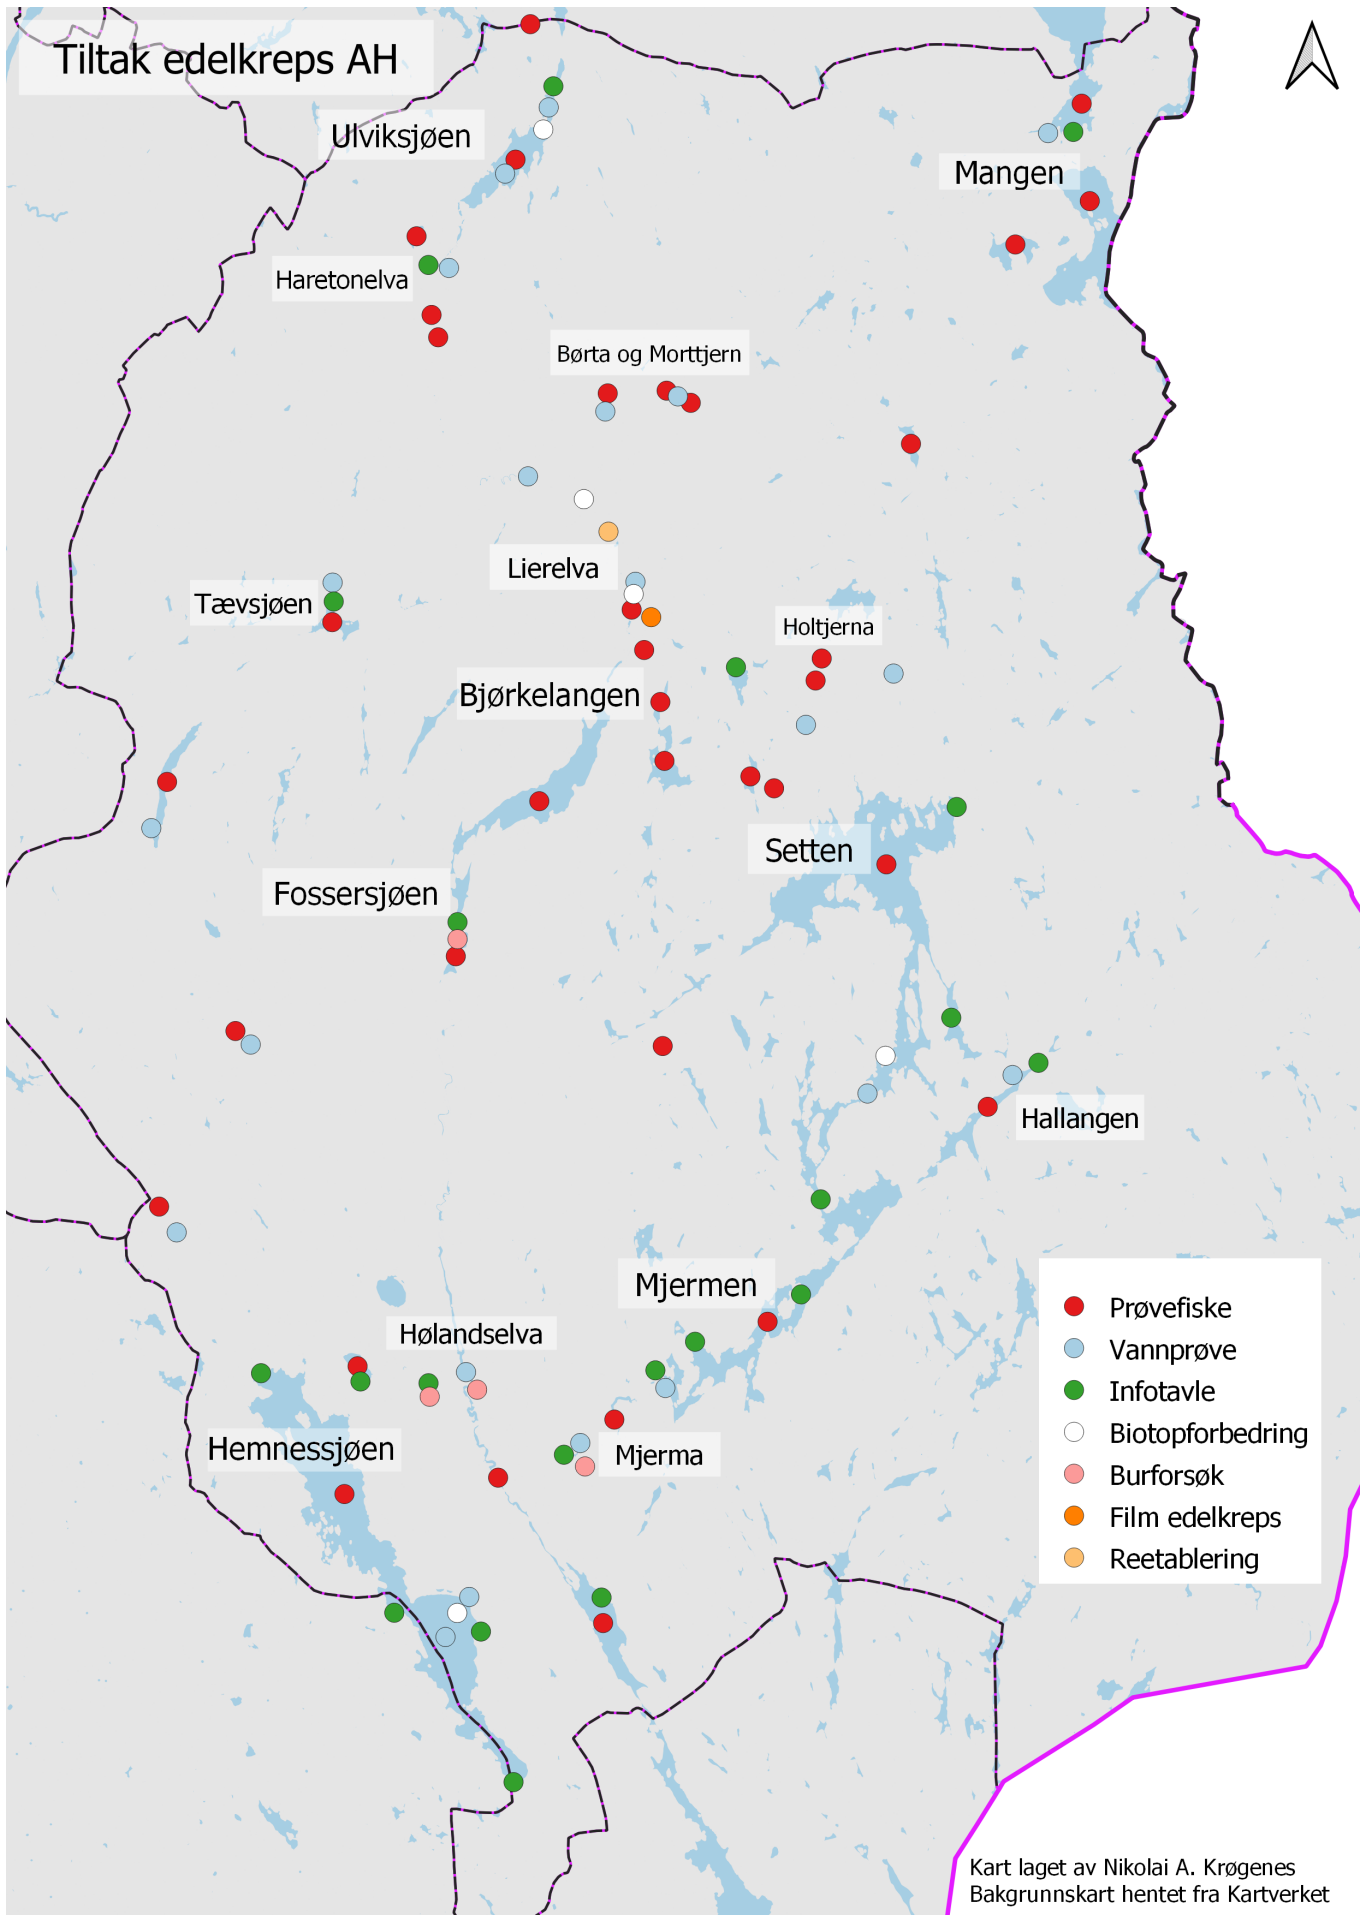 Tiltak edelkreps AH
Ulviksjøen
Mangen
Haretonelva
Børta og Morttjern
Lierelva
Tævsjøen
Holtjerna
Bjørkelangen
Setten
Fossersjøen
Hallangen
Mjermen
Hølandselva
Hemnessjøen
Mjerma
Prøvefiske
Vannprøve
Infotavle
Biotopforbedring
Burforsøk
Film edelkreps
Reetablering
Kart laget av Nikolai A. Krøgenes
Bakgrunnskart hentet fra Kartverket